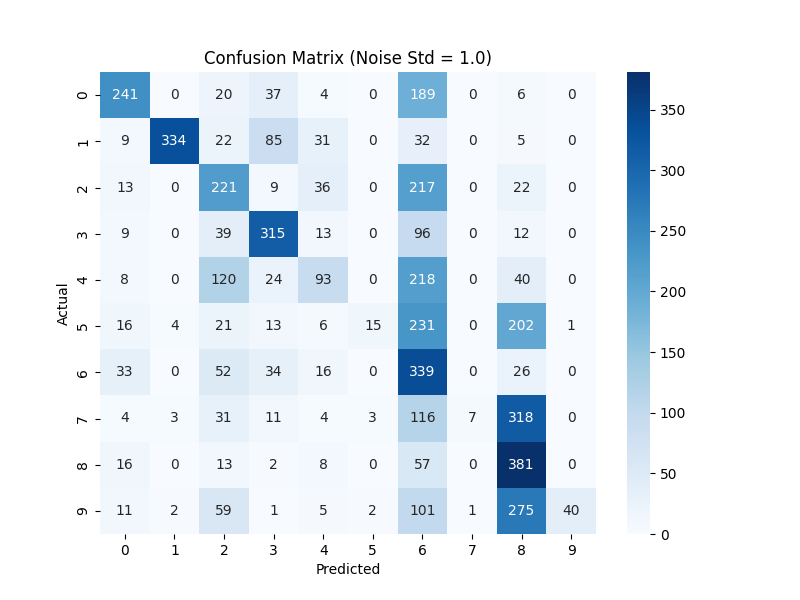 Confusion Matrix (Noise Std = 1.0)
0 241 0 20 37 4 0 189 0 6 0
1 9 334 22 85 31 0 32 0 5 0
2 13 0 221 9 36 0 217 0 22 0
3 9 0 39 315 13 0 96 0 12 0
4 8 0 120 24 93 0 218 0 40 0
5 16 4 21 13 6 15 231 0 202 1
6 33 0 52 34 16 0 339 0 26 0
7 4 3 31 11 4 3 116 7 318 0
8 16 0 13 2 8 0 57 0 381 0
9 11 2 59 1 5 2 101 1 275 40
0 1 2 3 4 5 6 7 8 9
Predicted
Actual
350
300
250
200
150
100
50
0